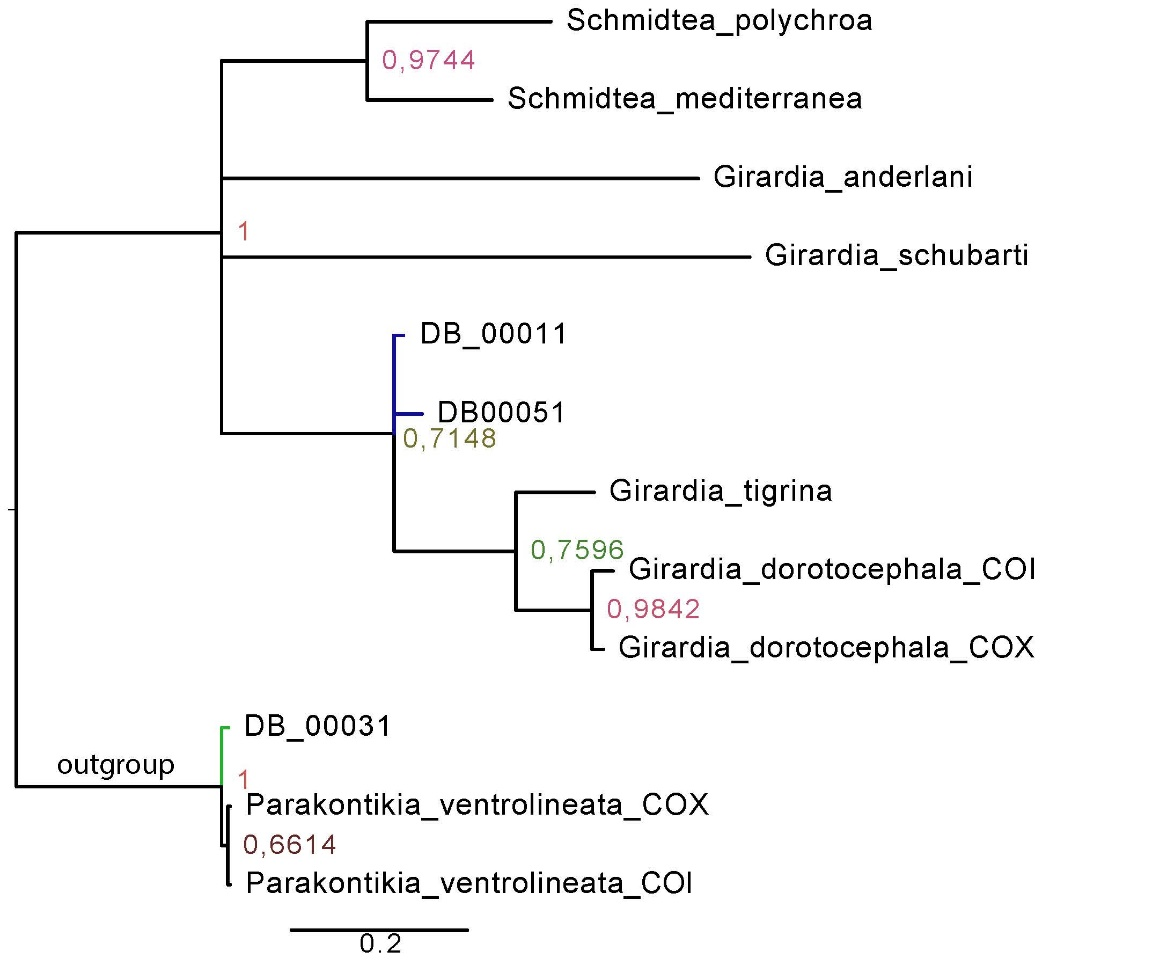 Schmidtea_polychroa
0,9744
Schmidtea_mediterranea
Girardia_anderlani
1
Girardia_schubarti
DB_00011
DB00051
0,7148
Girardia_tigrina
0,7596
Girardia_dorotocephala_COI
0,9842
Girardia_dorotocephala_COX
DB_00031
outgroup
1
Parakontikia_ventrolineata_COX
0,6614
Parakontikia_ventrolineata_COI
0.2